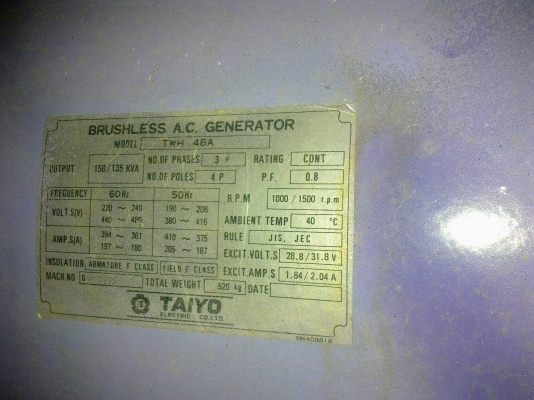 BRUSHLESS A.C. GENERATOR
MODEL TWH 46A
OUTPUT 150/135 KVA NO.OF PHASES 3 φ RATING CONT
NO.OF POLES 4 P P.F. 0.8
FREQUENCY 60Hz 50Hz R.P.M 1800 / 1500 r.p.m
VOLT.S(V) 220 ~ 240 190 ~ 208
440 ~ 480 380 ~ 416 AMBIENT TEMP 40 °C
AMP.S(A) 394 ~ 361 410 ~ 375 RULE JIS, JEC
197 ~ 180 205 ~ 187 EXCIT.VOLT.S 28.8/31.8 V
INSULATION ARMATURE F CLASS FIELD F CLASS EXCIT.AMP.S 1.84/2.04 A
MACH.NO TOTAL WEIGHT 620 kg DATE
TAIYO
ELECTRIC CO.LTD.